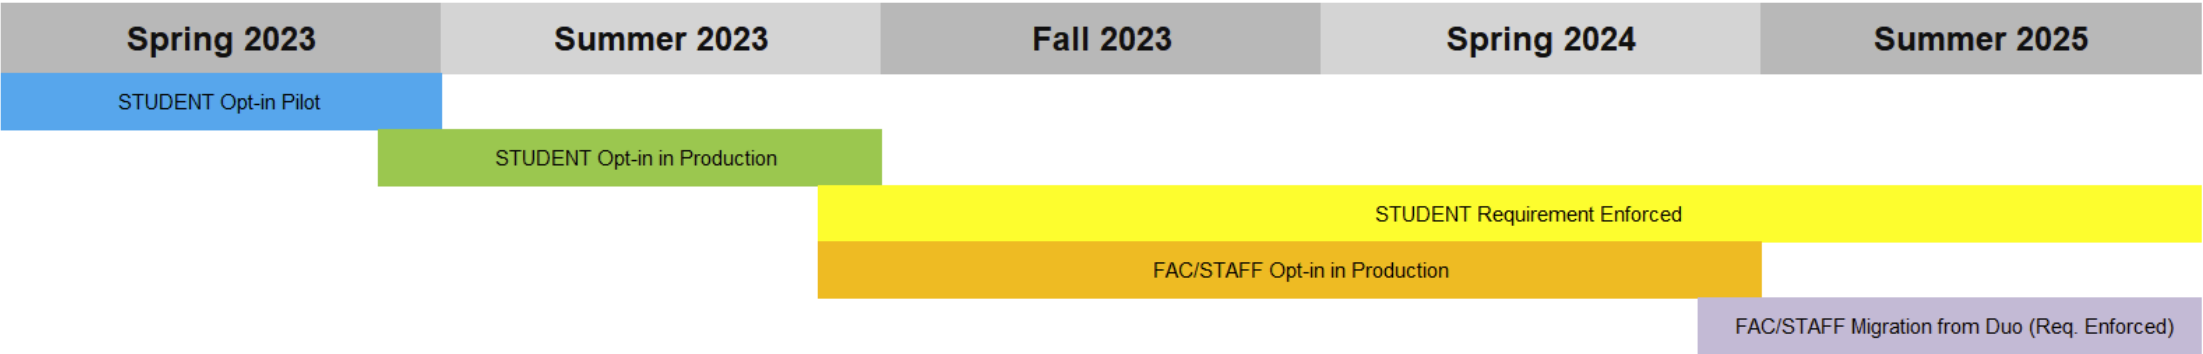 Spring 2023 Summer 2023 Fall 2023 Spring 2024 Summer 2025
STUDENT Opt-in Pilot
STUDENT Opt-in in Production
STUDENT Requirement Enforced
FAC/STAFF Opt-in in Production
FAC/STAFF Migration from Duo (Req. Enforced)